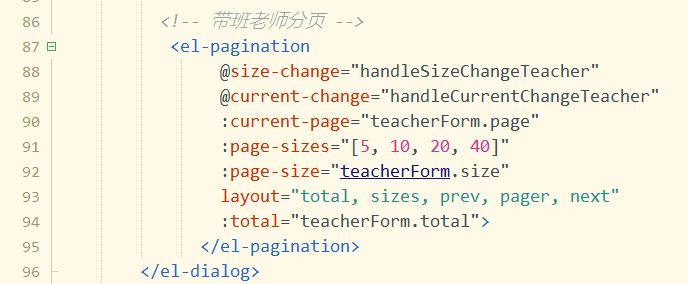 86 <!-- 带班老师分页 -->
87 <el-pagination
88 @size-change="handleSizeChangeTeacher"
89 @current-change="handleCurrentChangeTeacher"
90 :current-page="teacherForm.page"
91 :page-sizes="[5, 10, 20, 40]"
92 :page-size="teacherForm.size"
93 layout="total, sizes, prev, pager, next"
94 :total="teacherForm.total">
95 </el-pagination>
96 </el-dialog>